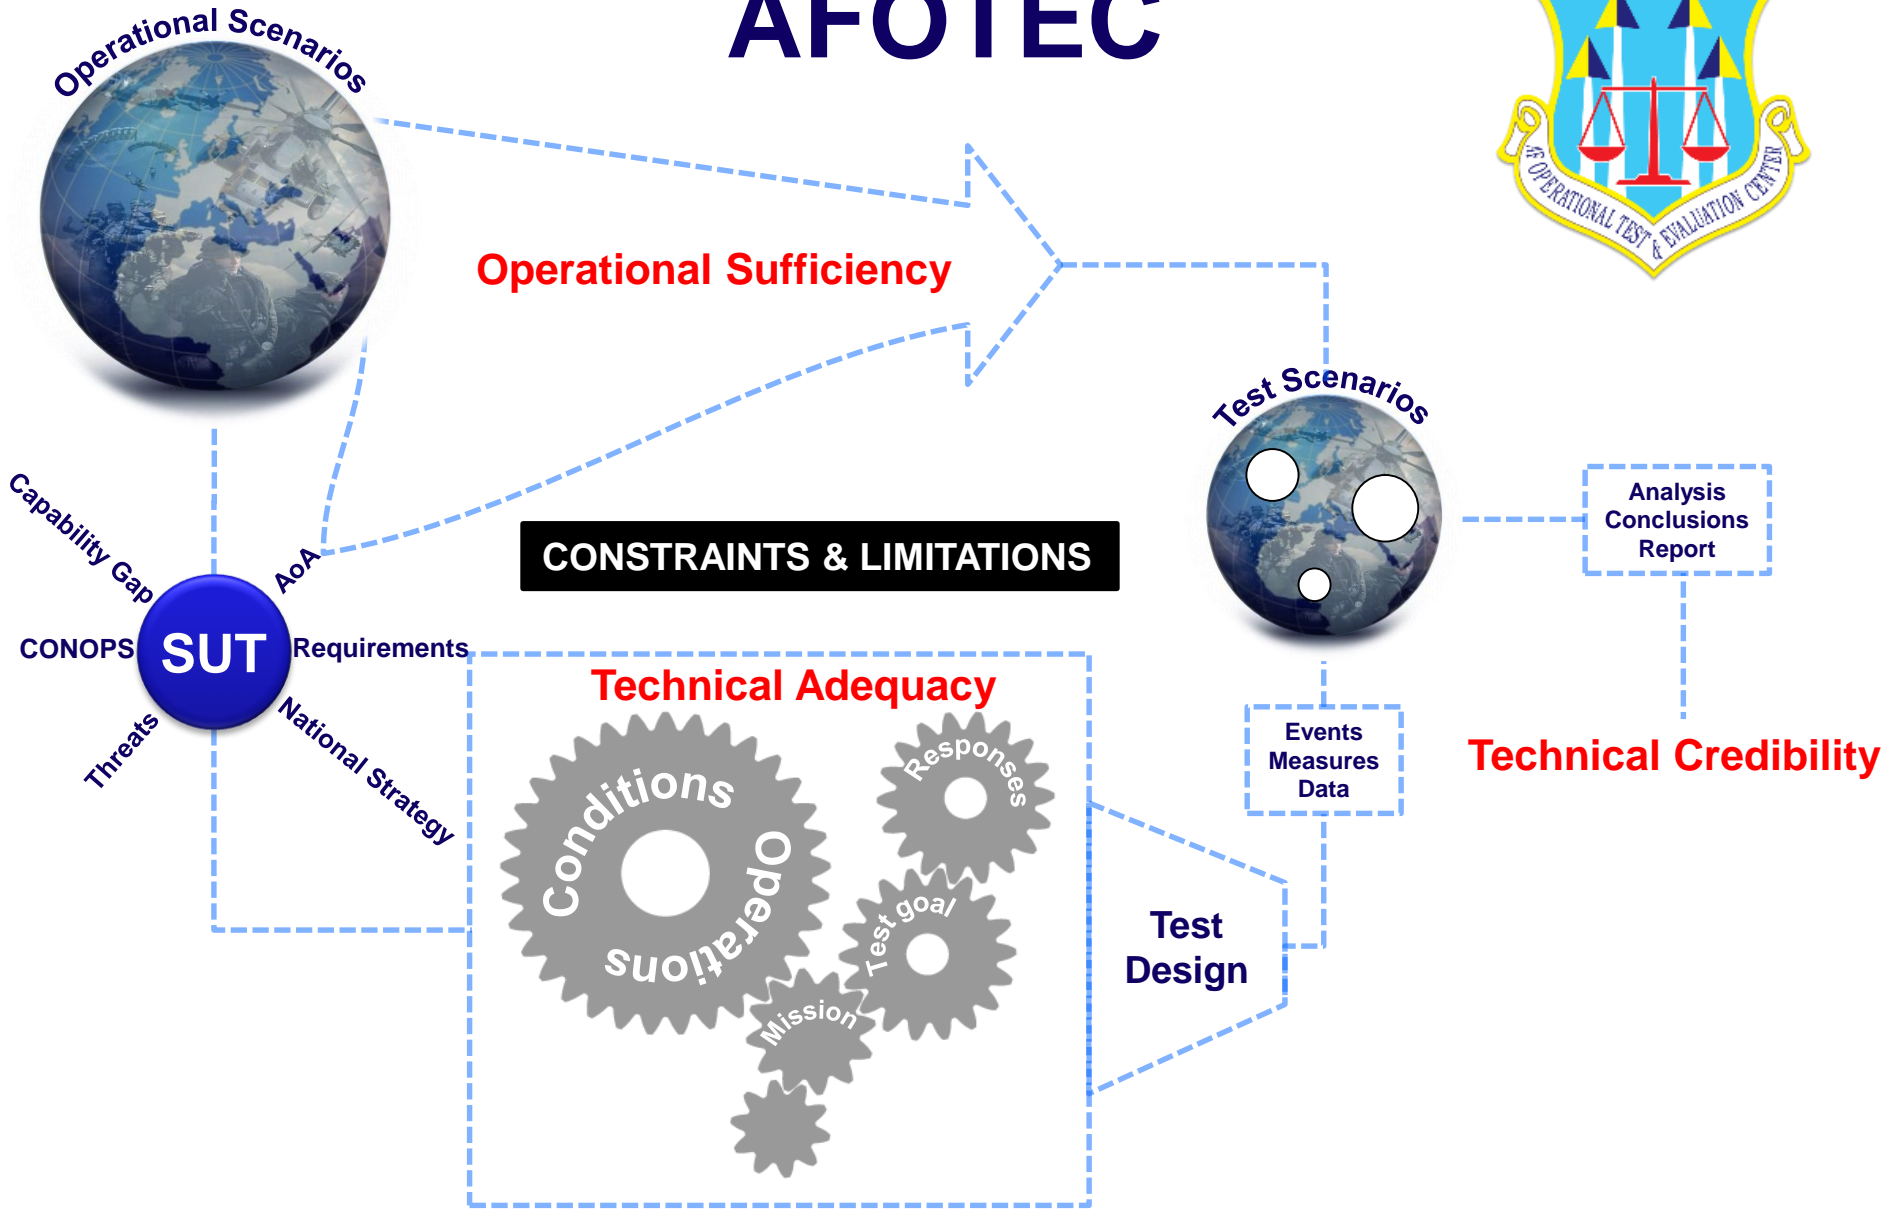 AFOTEC
Operational Scenarios
AF OPERATIONAL TEST & EVALUATION CENTER
Operational Sufficiency
Test Scenarios
Analysis
Conclusions
Report
CONSTRAINTS & LIMITATIONS
Capability Gap
AoA
CONOPS
SUT
Requirements
Threats
National Strategy
Technical Adequacy
Conditions
Operations
Responses
Test goal
Mission
Test
Design
Events
Measures
Data
Technical Credibility